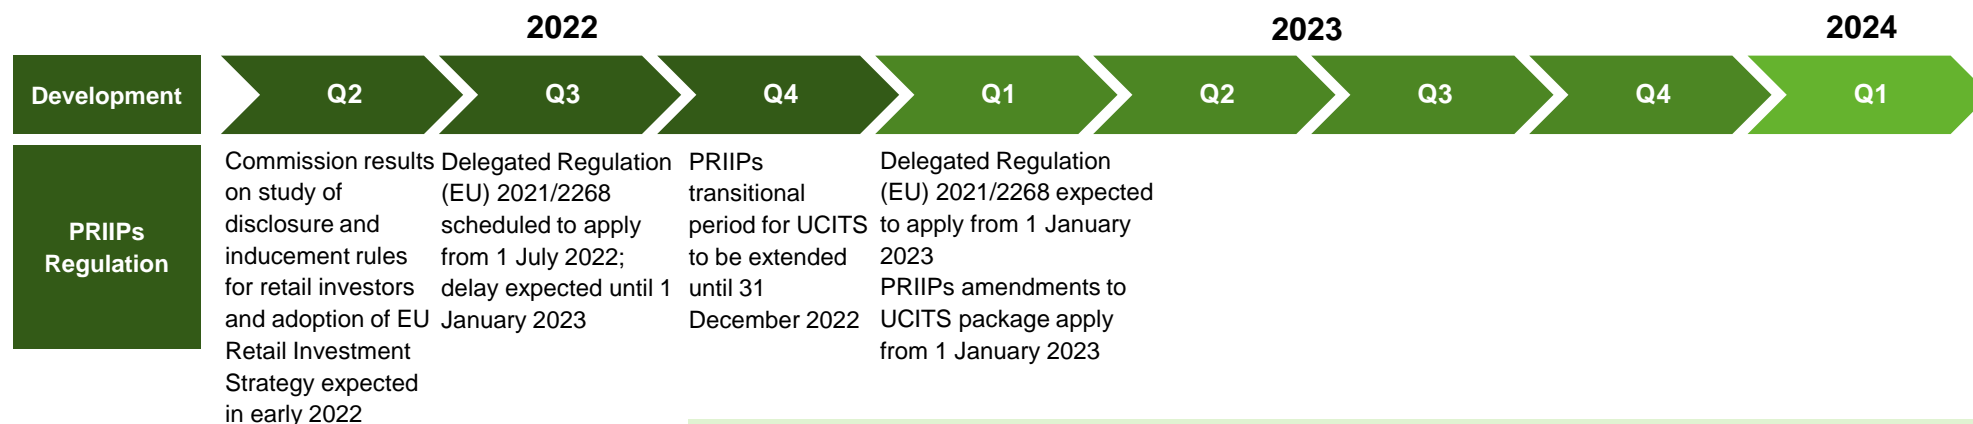 2022
2023
2024
Development
Q2
Q3
Q4
Q1
Q2
Q3
Q4
Q1
PRIIPs
Regulation
Commission results
on study of
disclosure and
inducement rules
for retail investors
and adoption of EU
Retail Investment
Strategy expected
in early 2022
Delegated Regulation
(EU) 2021/2268
scheduled to apply
from 1 July 2022;
delay expected until 1
January 2023
PRIIPs
transitional
period for UCITS
to be extended
until 31
December 2022
Delegated Regulation
(EU) 2021/2268 expected
to apply from 1 January
2023
PRIIPs amendments to
UCITS package apply
from 1 January 2023